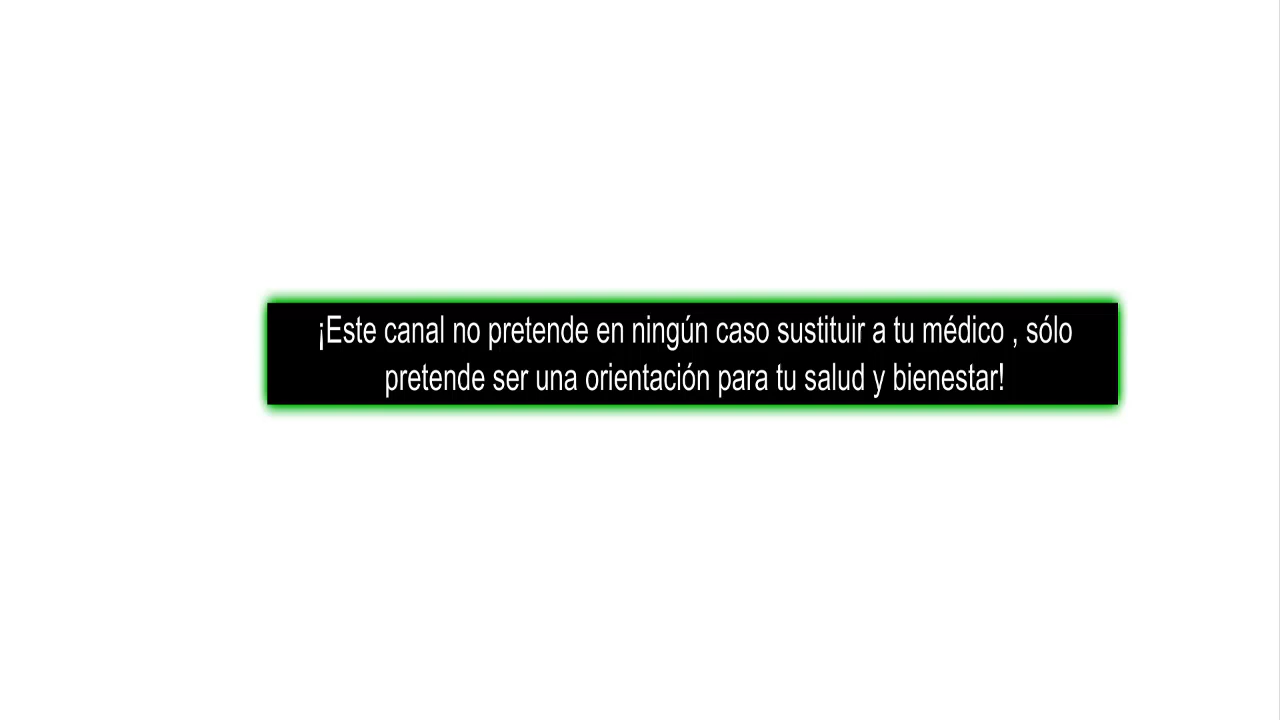 ¡Este canal no pretende en ningún caso sustituir a tu médico , sólo
pretende ser una orientación para tu salud y bienestar!